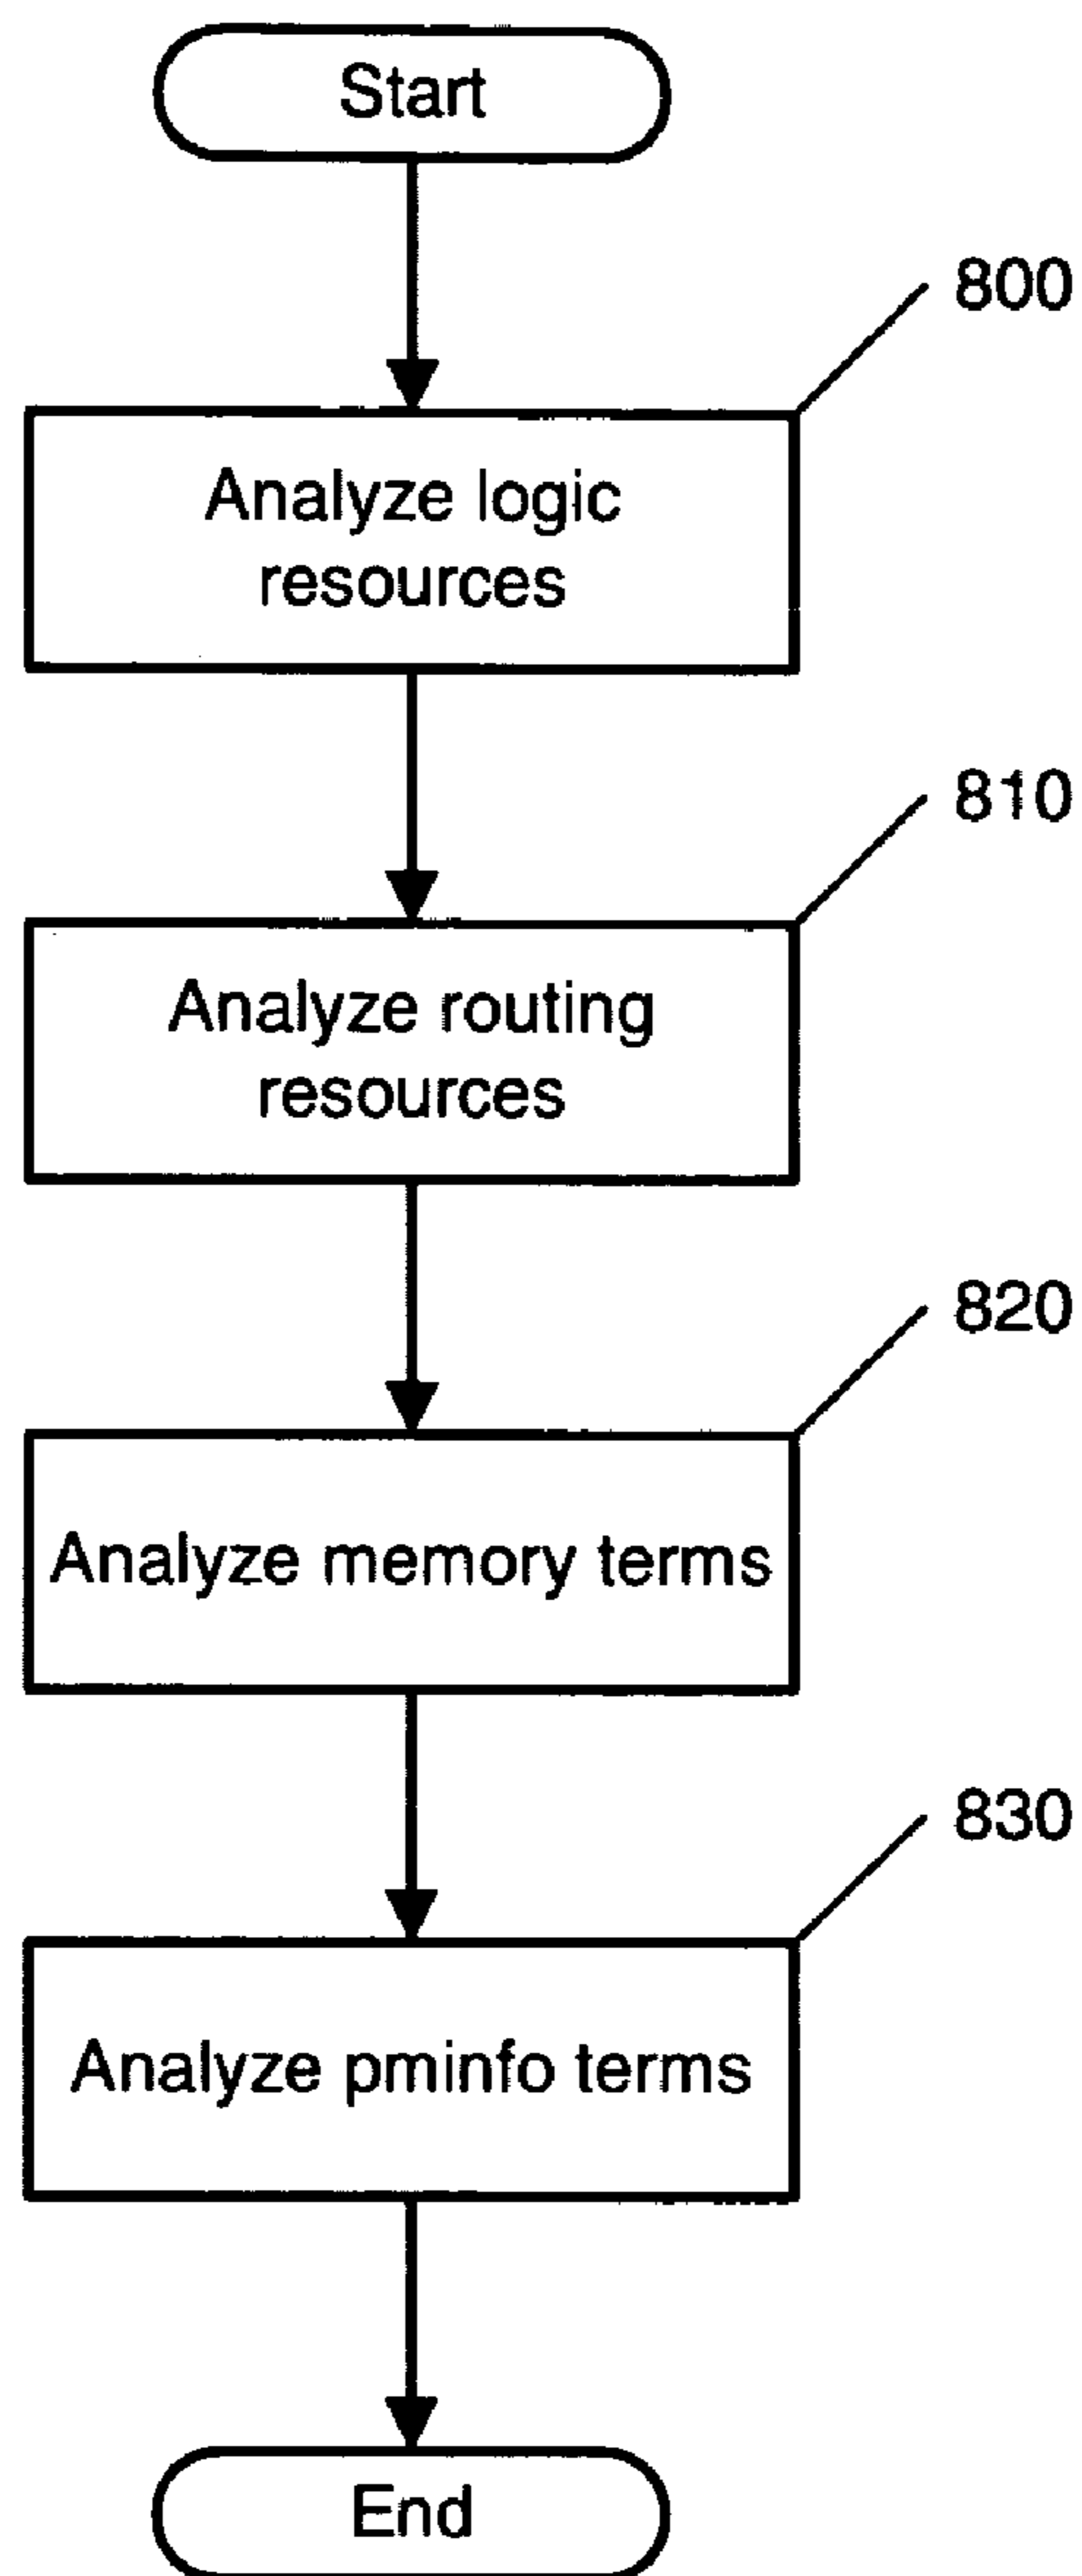 Start
800
Analyze logic
resources
810
Analyze routing
resources
820
Analyze memory terms
830
Analyze pminfo terms
End